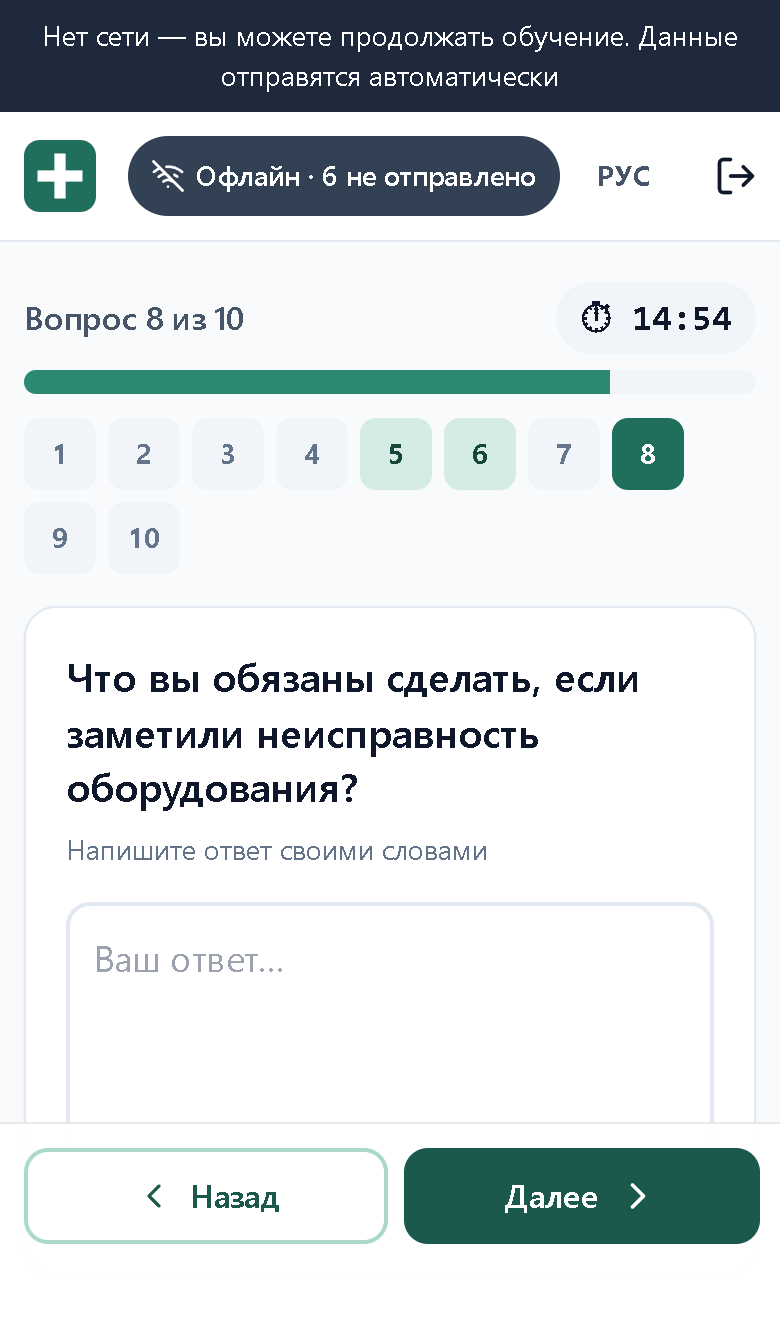 Нет сети — вы можете продолжать обучение. Данные
отправятся автоматически
Офлайн · 6 не отправлено
РУС
Вопрос 8 из 10
14:54
1 2 3 4 5 6 7 8
9 10
Что вы обязаны сделать, если
заметили неисправность
оборудования?
Напишите ответ своими словами
Ваш ответ...
Назад
Далее